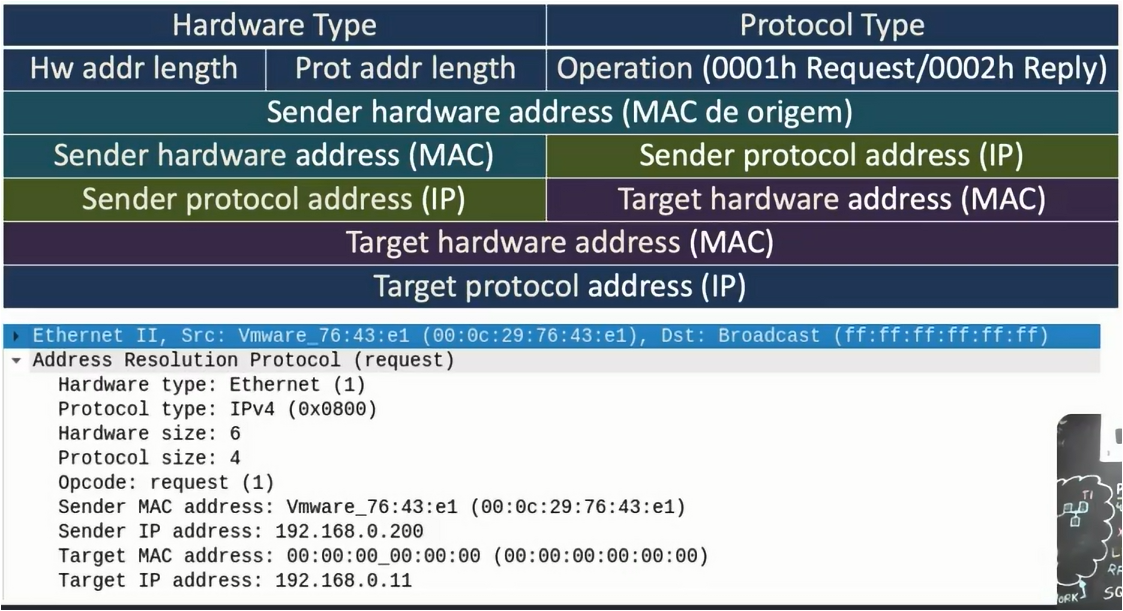 Hardware Type Protocol Type
Hw addr length Prot addr length Operation (0001h Request/0002h Reply)
Sender hardware address (MAC de origem)
Sender hardware address (MAC) Sender protocol address (IP)
Sender protocol address (IP) Target hardware address (MAC)
Target hardware address (MAC)
Target protocol address (IP)
Ethernet II, Src: Vmware_76:43:e1 (00:0c:29:76:43:e1), Dst: Broadcast (ff:ff:ff:ff:ff:ff)
Address Resolution Protocol (request)
Hardware type: Ethernet (1)
Protocol type: IPv4 (0x0800)
Hardware size: 6
Protocol size: 4
Opcode: request (1)
Sender MAC address: Vmware_76:43:e1 (00:0c:29:76:43:e1)
Sender IP address: 192.168.0.200
Target MAC address: 00:00:00_00:00:00 (00:00:00:00:00:00)
Target IP address: 192.168.0.11
TI